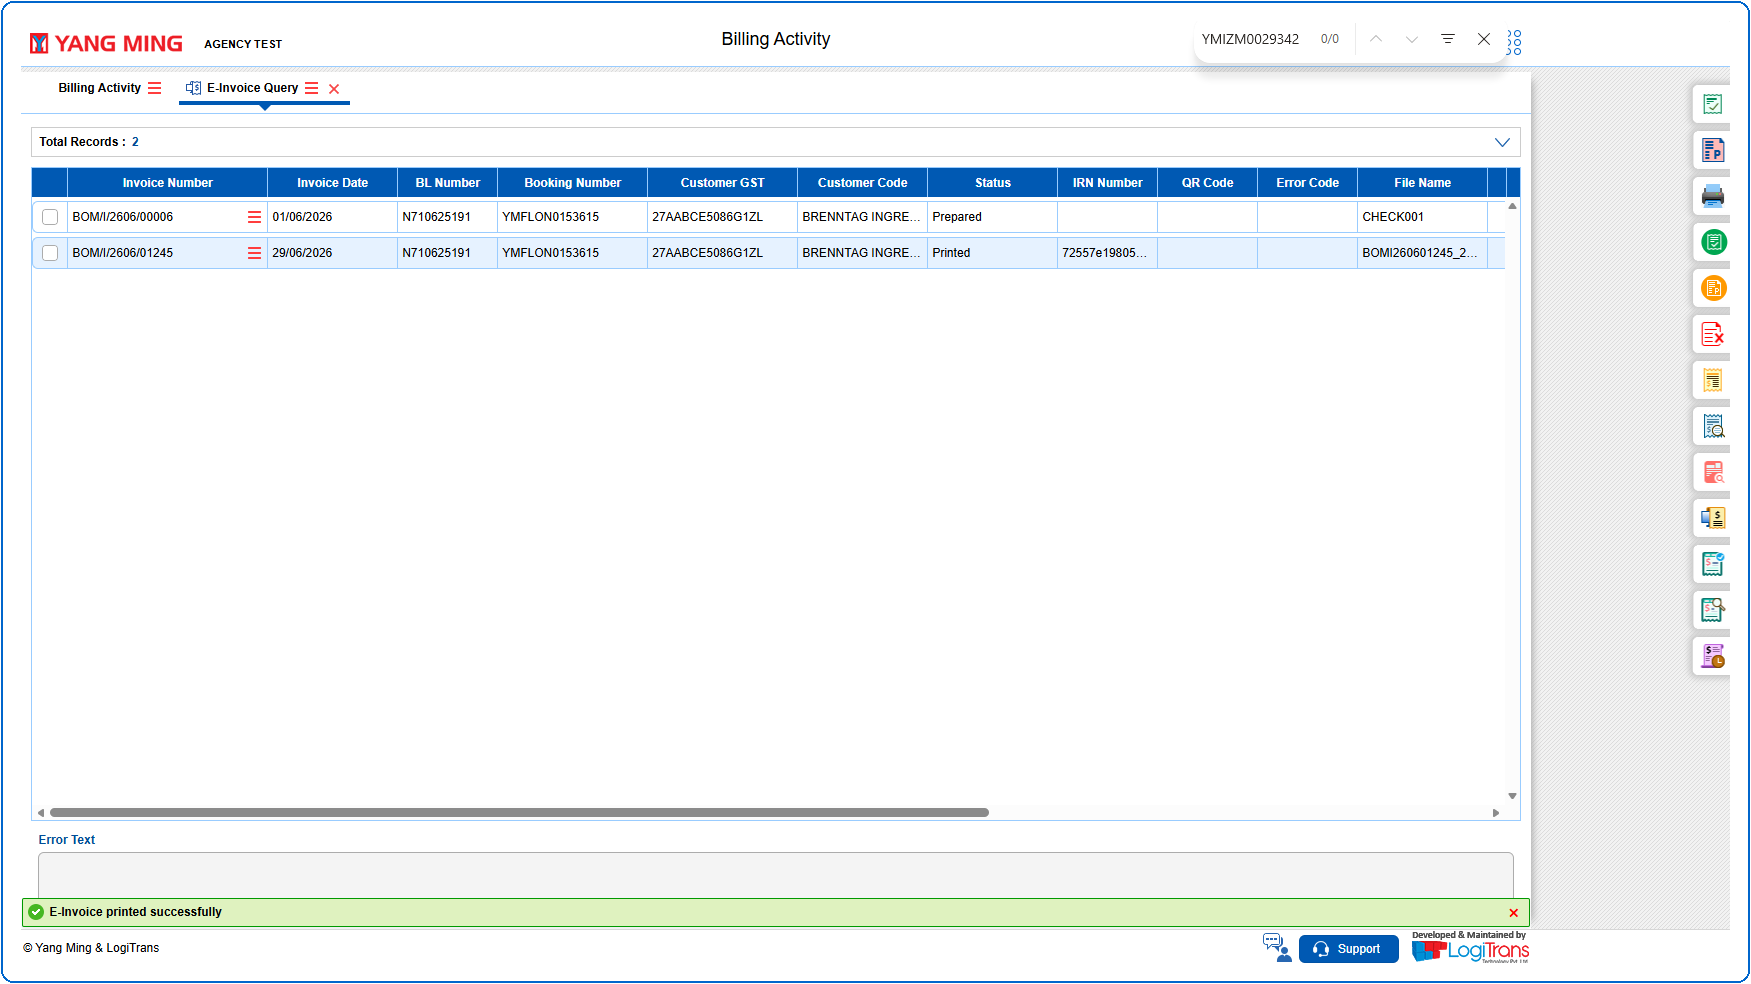 YANG MING AGENCY TEST Billing Activity YMIZM0029342 0/0
Billing Activity E-Invoice Query
Total Records : 2
Invoice Number Invoice Date BL Number Booking Number Customer GST Customer Code Status IRN Number QR Code Error Code File Name
BOM/I/2606/00006 01/06/2026 N710625191 YMFLON0153615 27AABCE5086G1ZL BRENNTAG INGRE... Prepared CHECK001
BOM/I/2606/01245 29/06/2026 N710625191 YMFLON0153615 27AABCE5086G1ZL BRENNTAG INGRE... Printed 72557e19805... BOMI260601245_2...
Error Text
E-Invoice printed successfully
© Yang Ming & LogiTrans
Support
Developed & Maintained by
LogiTrans
Technology Pvt. Ltd